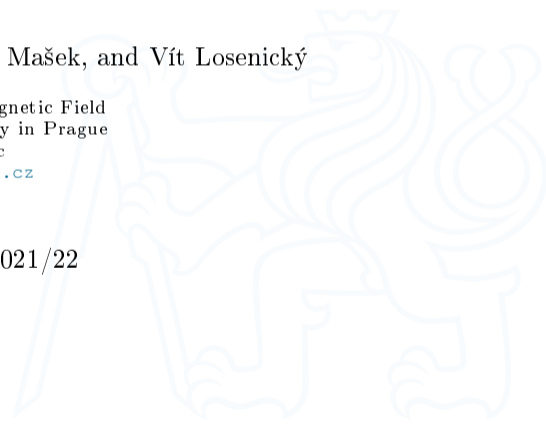 Mašek, and Vít Losenický
gnetic Field
y in Prague
c
.cz
021/22